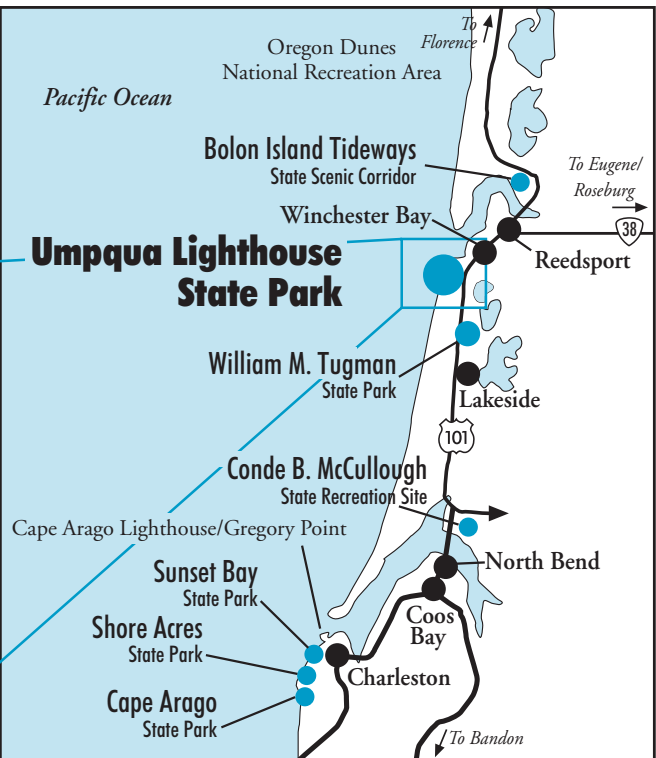 To
Florence
Oregon Dunes
National Recreation Area
Pacific Ocean
Bolon Island Tideways
State Scenic Corridor
To Eugene/
Roseburg
Winchester Bay
38
Reedsport
Umpqua Lighthouse
State Park
William M. Tugman
State Park
Lakeside
101
Conde B. McCullough
State Recreation Site
Cape Arago Lighthouse/Gregory Point
North Bend
Sunset Bay
State Park
Coos
Bay
Shore Acres
State Park
Charleston
Cape Arago
State Park
To Bandon